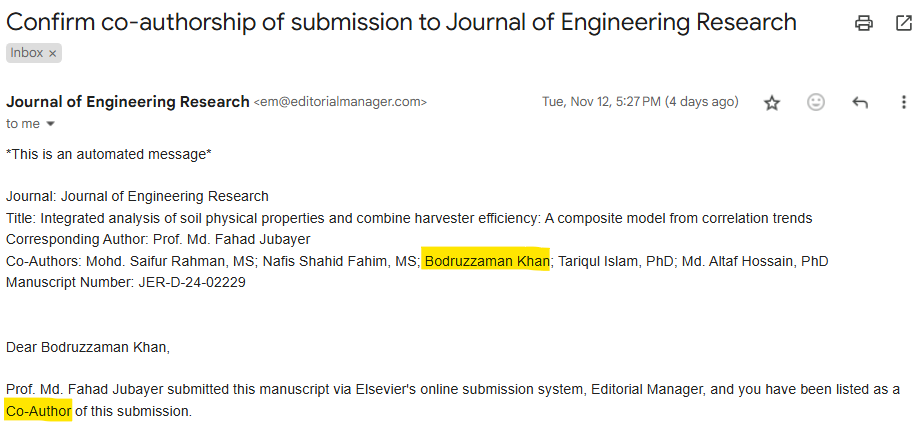 Confirm co-authorship of submission to Journal of Engineering Research
Inbox ×
Journal of Engineering Research <em@editorialmanager.com> Tue, Nov 12, 5:27 PM (4 days ago)
to me
*This is an automated message*
Journal: Journal of Engineering Research
Title: Integrated analysis of soil physical properties and combine harvester efficiency: A composite model from correlation trends
Corresponding Author: Prof. Md. Fahad Jubayer
Co-Authors: Mohd. Saifur Rahman, MS; Nafis Shahid Fahim, MS; Bodruzzaman Khan; Tariqul Islam, PhD; Md. Altaf Hossain, PhD
Manuscript Number: JER-D-24-02229
Dear Bodruzzaman Khan,
Prof. Md. Fahad Jubayer submitted this manuscript via Elsevier's online submission system, Editorial Manager, and you have been listed as a
Co-Author of this submission.